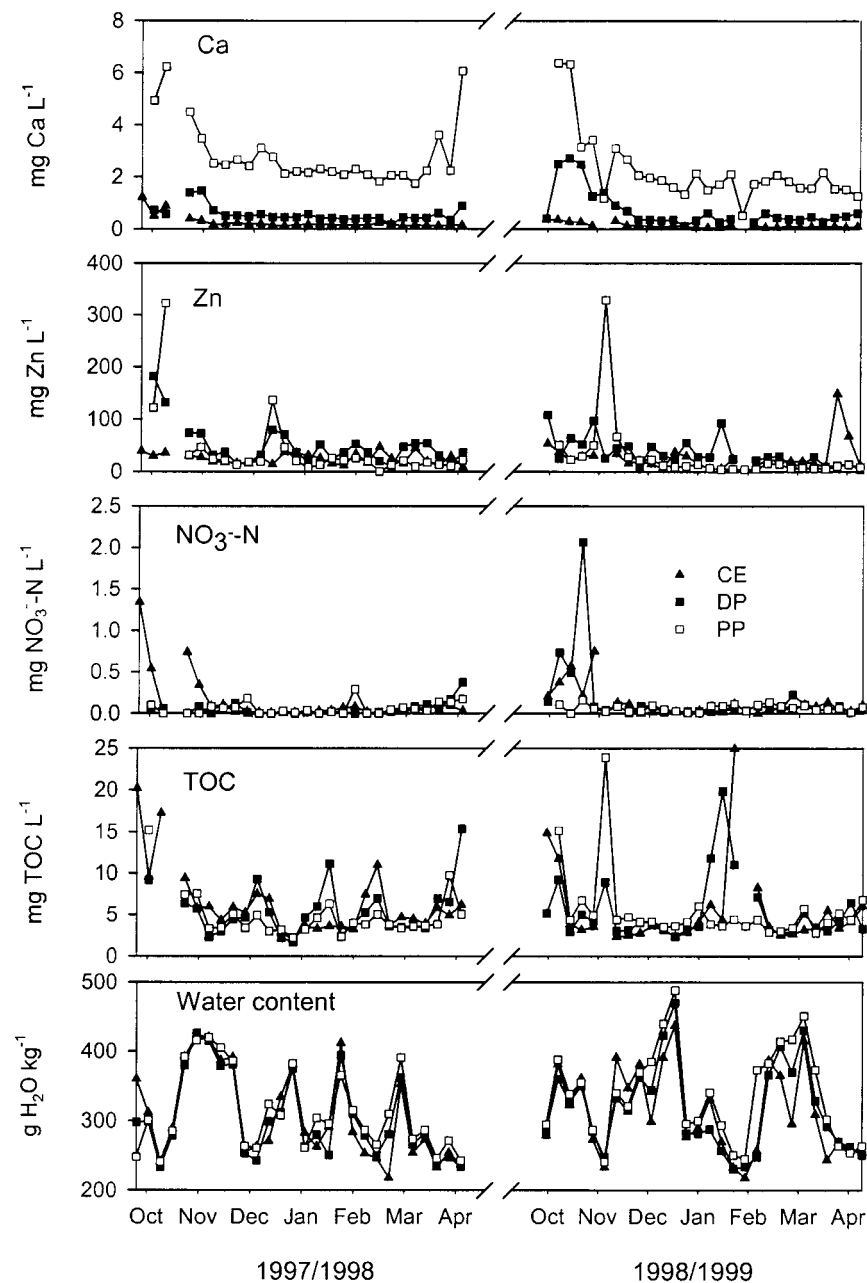 8
Ca
6
mg Ca L⁻¹
4
2
0
400
Zn
300
mg Zn L⁻¹
200
100
0
2.5
NO₃⁻-N
2.0
mg NO₃⁻-N L⁻¹
1.5
▲ CE
■ DP
□ PP
1.0
0.5
0.0
25
TOC
20
mg TOC L⁻¹
15
10
5
0
500
Water content
g H₂O kg⁻¹
400
300
200
Oct Nov Dec Jan Feb Mar Apr Oct Nov Dec Jan Feb Mar Apr
1997/1998 1998/1999